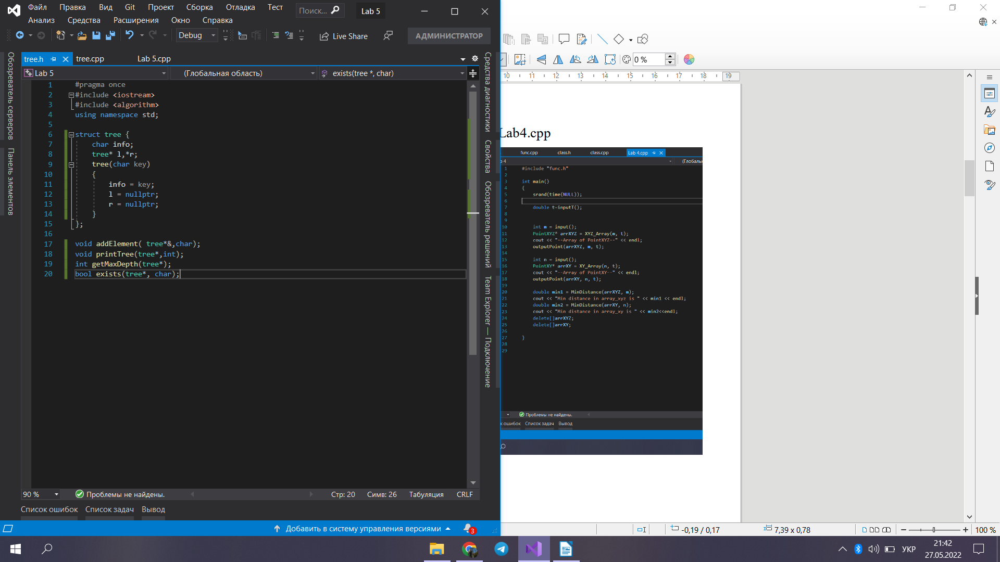 Файл Правка Вид Git Проект Сборка Отладка Тест Поиск... Lab 5
Анализ Средства Расширения Окно Справка
Debug Live Share АДМИНИСТРАТОР
tree.h tree.cpp Lab 5.cpp
Lab 5 (Глобальная область) exists(tree *, char)
Обозреватель серверов
Панель элементов
1 #pragma once
2 #include <iostream>
3 #include <algorithm>
4 using namespace std;
5
6 struct tree {
7 char info;
8 tree* l,*r;
9 tree(char key)
10 {
11 info = key;
12 l = nullptr;
13 r = nullptr;
14 }
15 };
16
17 void addElement( tree*&,char);
18 void printTree(tree*,int);
19 int getMaxDepth(tree*);
20 bool exists(tree*, char);
Средства диагностики
Свойства
Обозреватель решений
Team Explorer — Подключение
90 % Проблемы не найдены. Стр: 20 Симв: 26 Табуляция CRLF
Список ошибок Список задач Вывод
Добавить в систему управления версиями 3
0 %
10 11 12 13 14 15 16 17 18 19
Lab4.cpp
func.cpp class.h class.cpp Lab 4.cpp
4 (Глобаль
1 #include "func.h"
2
3 int main()
4 {
5 srand(time(NULL));
6
7 double t=inputT();
8
9
10 int m = input();
11 PointXYZ* arrXYZ = XYZ_Array(m, t);
12 cout << "--Array of PointXYZ--" << endl;
13 outputPoint(arrXYZ, m, t);
14
15 int n = input();
16 PointXY* arrXY = XY_Array(n, t);
17 cout << "--Array of PointXY--" << endl;
18 outputPoint(arrXY, n, t);
19
20 double min1 = MinDistance(arrXYZ, m);
21 cout << "Min distance in array_xyz is " << min1 << endl;
22 double min2 = MinDistance(arrXY, n);
23 cout << "Min distance in array_xy is " << min2<<endl;
24 delete[]arrXYZ;
25 delete[]arrXY;
26
27 }
28
29
Проблемы не найдены.
к ошибок Список задач Вывод
-0,19 / 0,17 7,39 x 0,78 100 %
УКР 21:42
27.05.2022